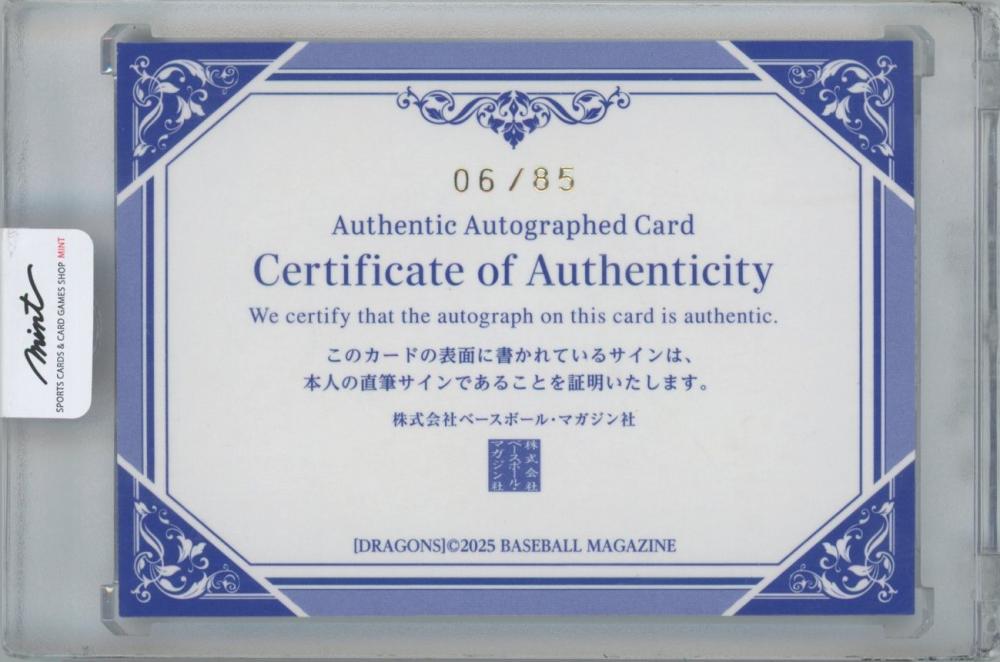 06/85
Authentic Autographed Card
Certificate of Authenticity
We certify that the autograph on this card is authentic.
このカードの表面に書かれているサインは、
本人の直筆サインであることを証明いたします。
株式会社ベースボール・マガジン社
株式会社
ベースボール・
マガジン社
[DRAGONS]©2025 BASEBALL MAGAZINE
mint
SPORTS CARDS & CARD GAMES SHOP MINT